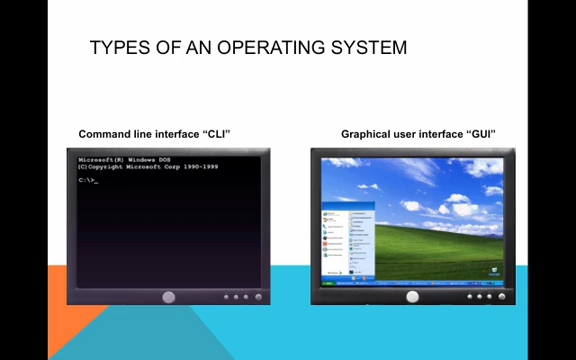 TYPES OF AN OPERATING SYSTEM
Command line interface “CLI”
Graphical user interface “GUI”
Microsoft(R) Windows DOS
(C)Copyright Microsoft Corp 1990-1999
C:\>_